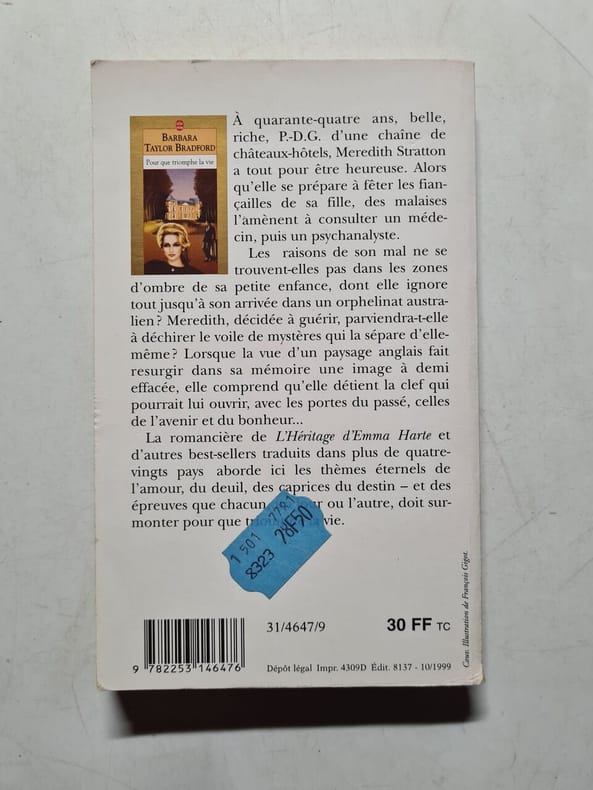 BARBARA
TAYLOR BRADFORD
Pour que triomphe la vie
À quarante-quatre ans, belle,
riche, P.-D.G. d'une chaîne de
châteaux-hôtels, Meredith Stratton
a tout pour être heureuse. Alors
qu'elle se prépare à fêter les fian-
çailles de sa fille, des malaises
l'amènent à consulter un méde-
cin, puis un psychanalyste.
Les raisons de son mal ne se
trouvent-elles pas dans les zones
d'ombre de sa petite enfance, dont elle ignore
tout jusqu'à son arrivée dans un orphelinat austra-
lien ? Meredith, décidée à guérir, parviendra-t-elle
à déchirer le voile de mystères qui la sépare d'elle-
même ? Lorsque la vue d'un paysage anglais fait
resurgir dans sa mémoire une image à demi
effacée, elle comprend qu'elle détient la clef qui
pourrait lui ouvrir, avec les portes du passé, celles
de l'avenir et du bonheur...
La romancière de L'Héritage d'Emma Harte et
d'autres best-sellers traduits dans plus de quatre-
vingts pays aborde ici les thèmes éternels de
l'amour, du deuil, des caprices du destin – et des
épreuves que chacun, ou l'autre, doit sur-
monter pour que la vie.
1501 7781
8323 28F50
31/4647/9
30 FF TC
9 782253 146476
Dépôt légal Impr. 4309D Édit. 8137 - 10/1999
Couv. Illustration de François Gigot.